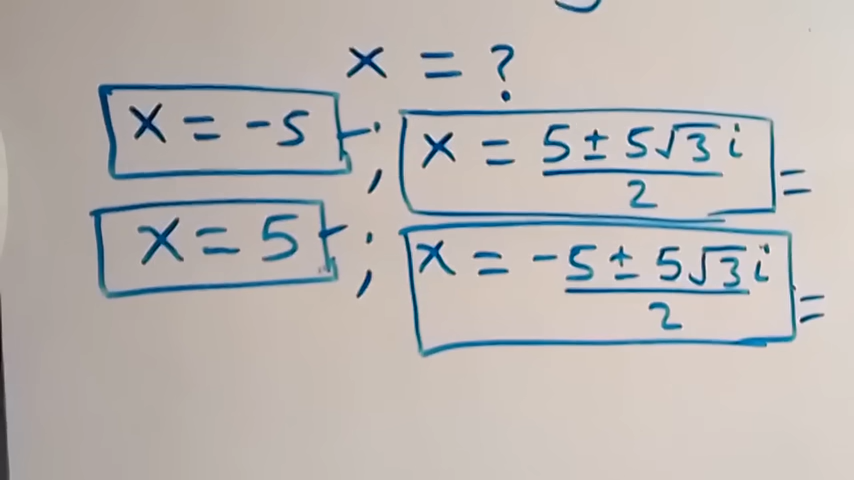 x = ?
x = -5 ; x = (5 ± 5√3 i)/2 =
x = 5 ; x = (-5 ± 5√3 i)/2 =